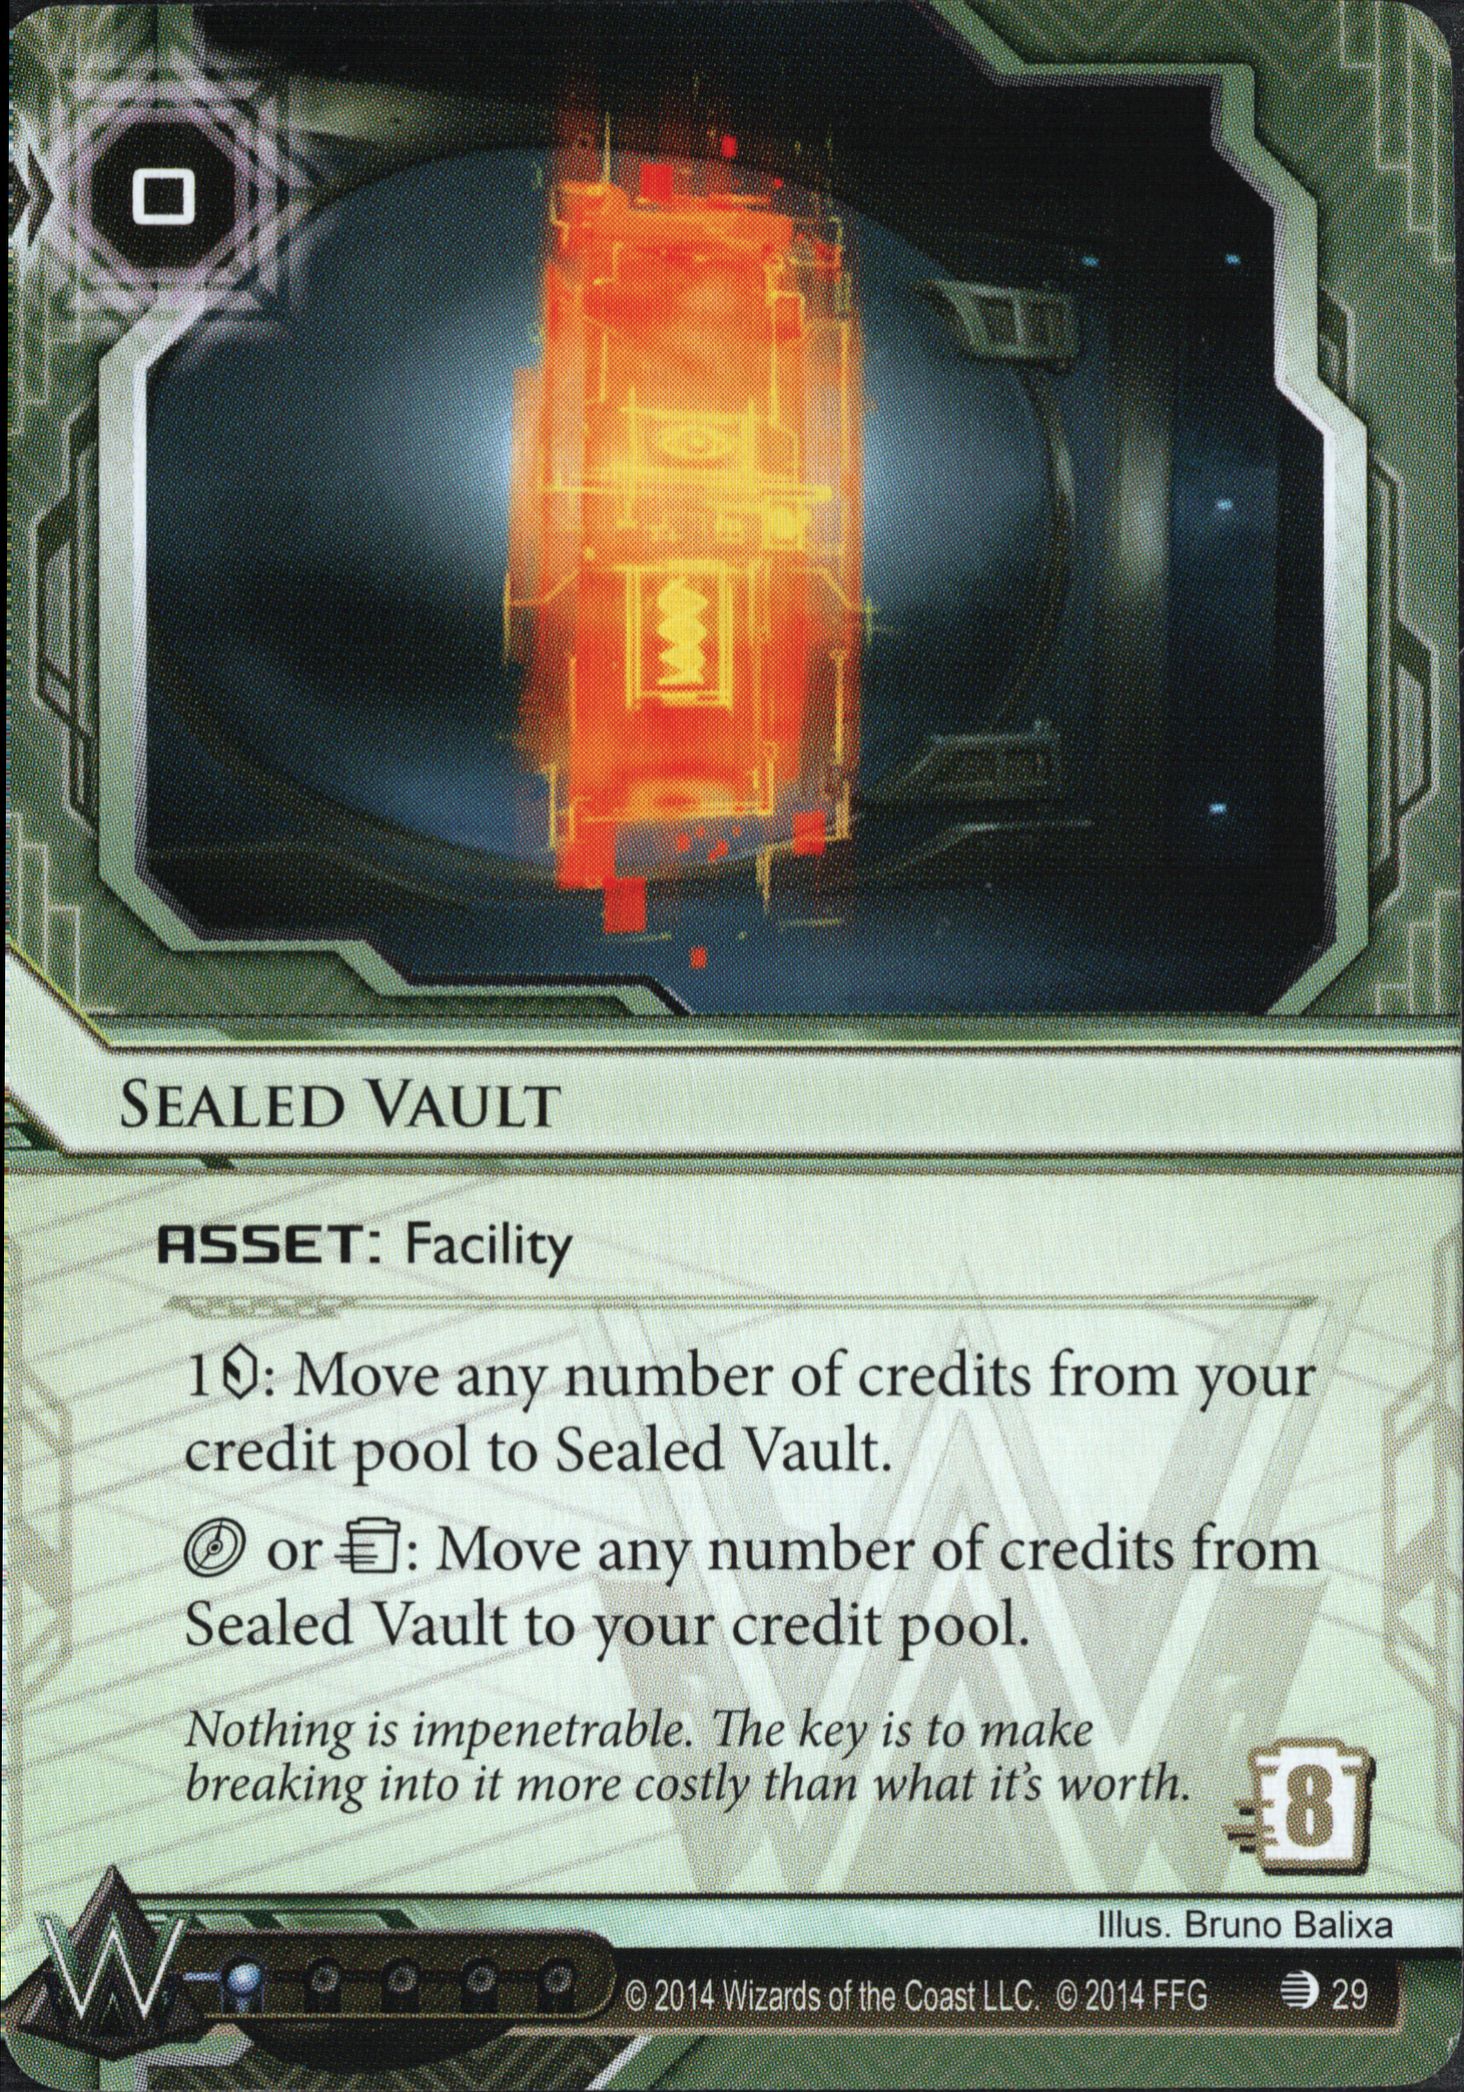 0
SEALED VAULT
ASSET: Facility
1: Move any number of credits from your
credit pool to Sealed Vault.
or : Move any number of credits from
Sealed Vault to your credit pool.
Nothing is impenetrable. The key is to make
breaking into it more costly than what it's worth.
8
Illus. Bruno Balixa
W
© 2014 Wizards of the Coast LLC. © 2014 FFG
29